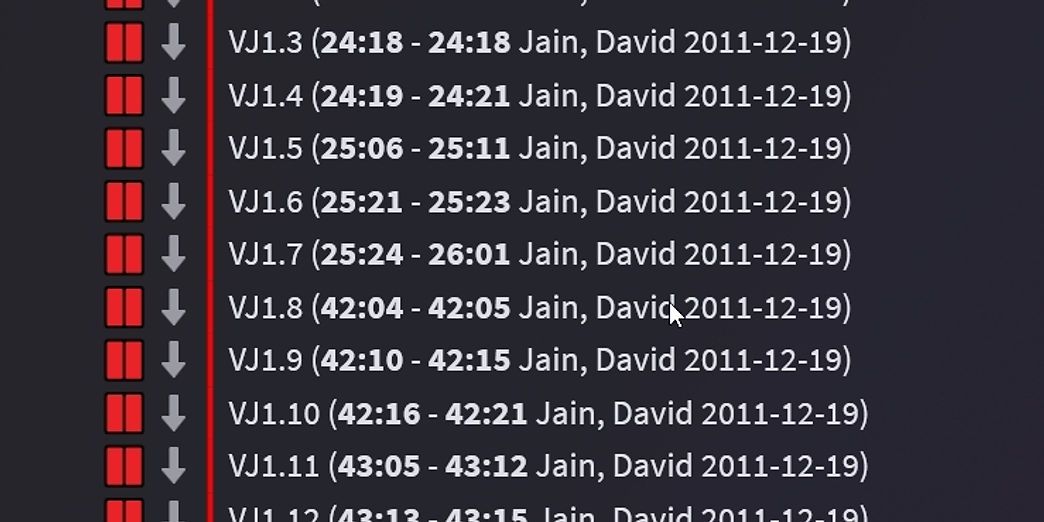 VJ1.3 (24:18 - 24:18 Jain, David 2011-12-19)
VJ1.4 (24:19 - 24:21 Jain, David 2011-12-19)
VJ1.5 (25:06 - 25:11 Jain, David 2011-12-19)
VJ1.6 (25:21 - 25:23 Jain, David 2011-12-19)
VJ1.7 (25:24 - 26:01 Jain, David 2011-12-19)
VJ1.8 (42:04 - 42:05 Jain, David 2011-12-19)
VJ1.9 (42:10 - 42:15 Jain, David 2011-12-19)
VJ1.10 (42:16 - 42:21 Jain, David 2011-12-19)
VJ1.11 (43:05 - 43:12 Jain, David 2011-12-19)
VJ1.12 (43:13 - 43:15 Jain, David 2011-12-19)